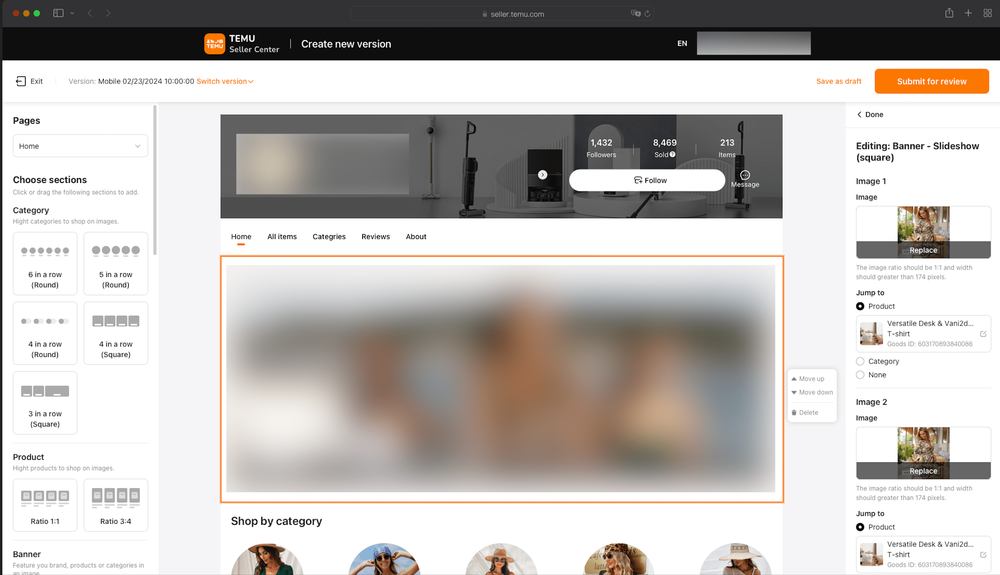 seller.temu.com
TEMU
TEMU
Seller Center
Create new version
EN
Exit
Version: Mobile 02/23/2024 10:00:00 Switch version
Save as draft
Submit for review
Pages
Home
Choose sections
Click or drag the following sections to add.
Category
Hight categories to shop on images.
6 in a row
(Round)
5 in a row
(Round)
4 in a row
(Round)
4 in a row
(Square)
3 in a row
(Square)
Product
Hight products to shop on images.
Ratio 1:1
Ratio 3:4
Banner
Feature you brand, products or categories in
an image.
1,432
Followers
8,469
Sold
213
Items
Follow
Message
Home
All items
Categries
Reviews
About
Move up
Move down
Delete
Shop by category
Done
Editing: Banner - Slideshow
(square)
Image 1
Image
Replace
The image ratio should be 1:1 and width
should greater than 174 pixels.
Jump to
Product
Versatile Desk & Vani2d...
T-shirt
Goods ID: 603170893840086
Category
None
Image 2
Image
Replace
The image ratio should be 1:1 and width
should greater than 174 pixels.
Jump to
Product
Versatile Desk & Vani2d...
T-shirt
Goods ID: 603170893840086